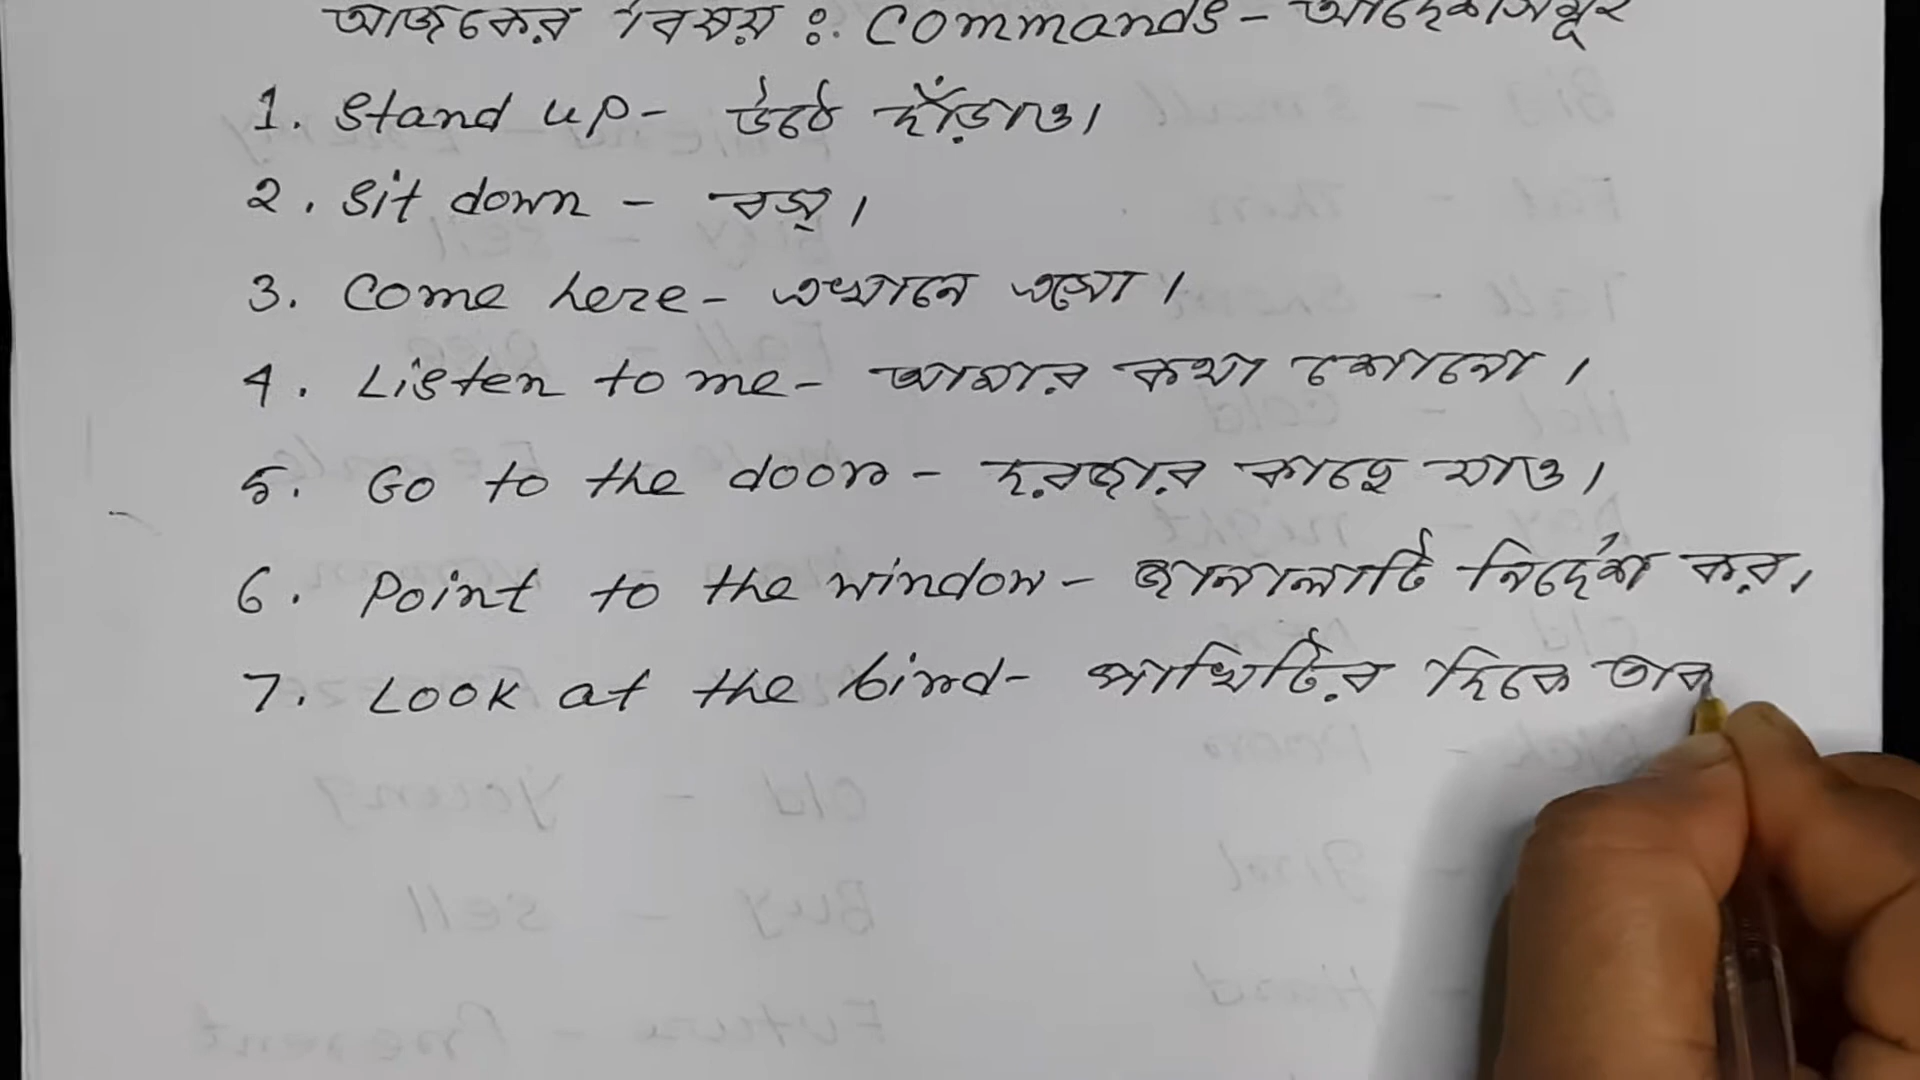 আজকের বিষয় : Commands - আদেশসমূহ
1. Stand up - উঠে দাঁড়াও।
2. Sit down - বস্।
3. Come here - এখানে এসো।
4. Listen to me - আমার কথা শোনো।
5. Go to the door - দরজার কাছে যাও।
6. Point to the window - জানালাটি নির্দেশ কর।
7. Look at the bird - পাখিটির দিকে তাক